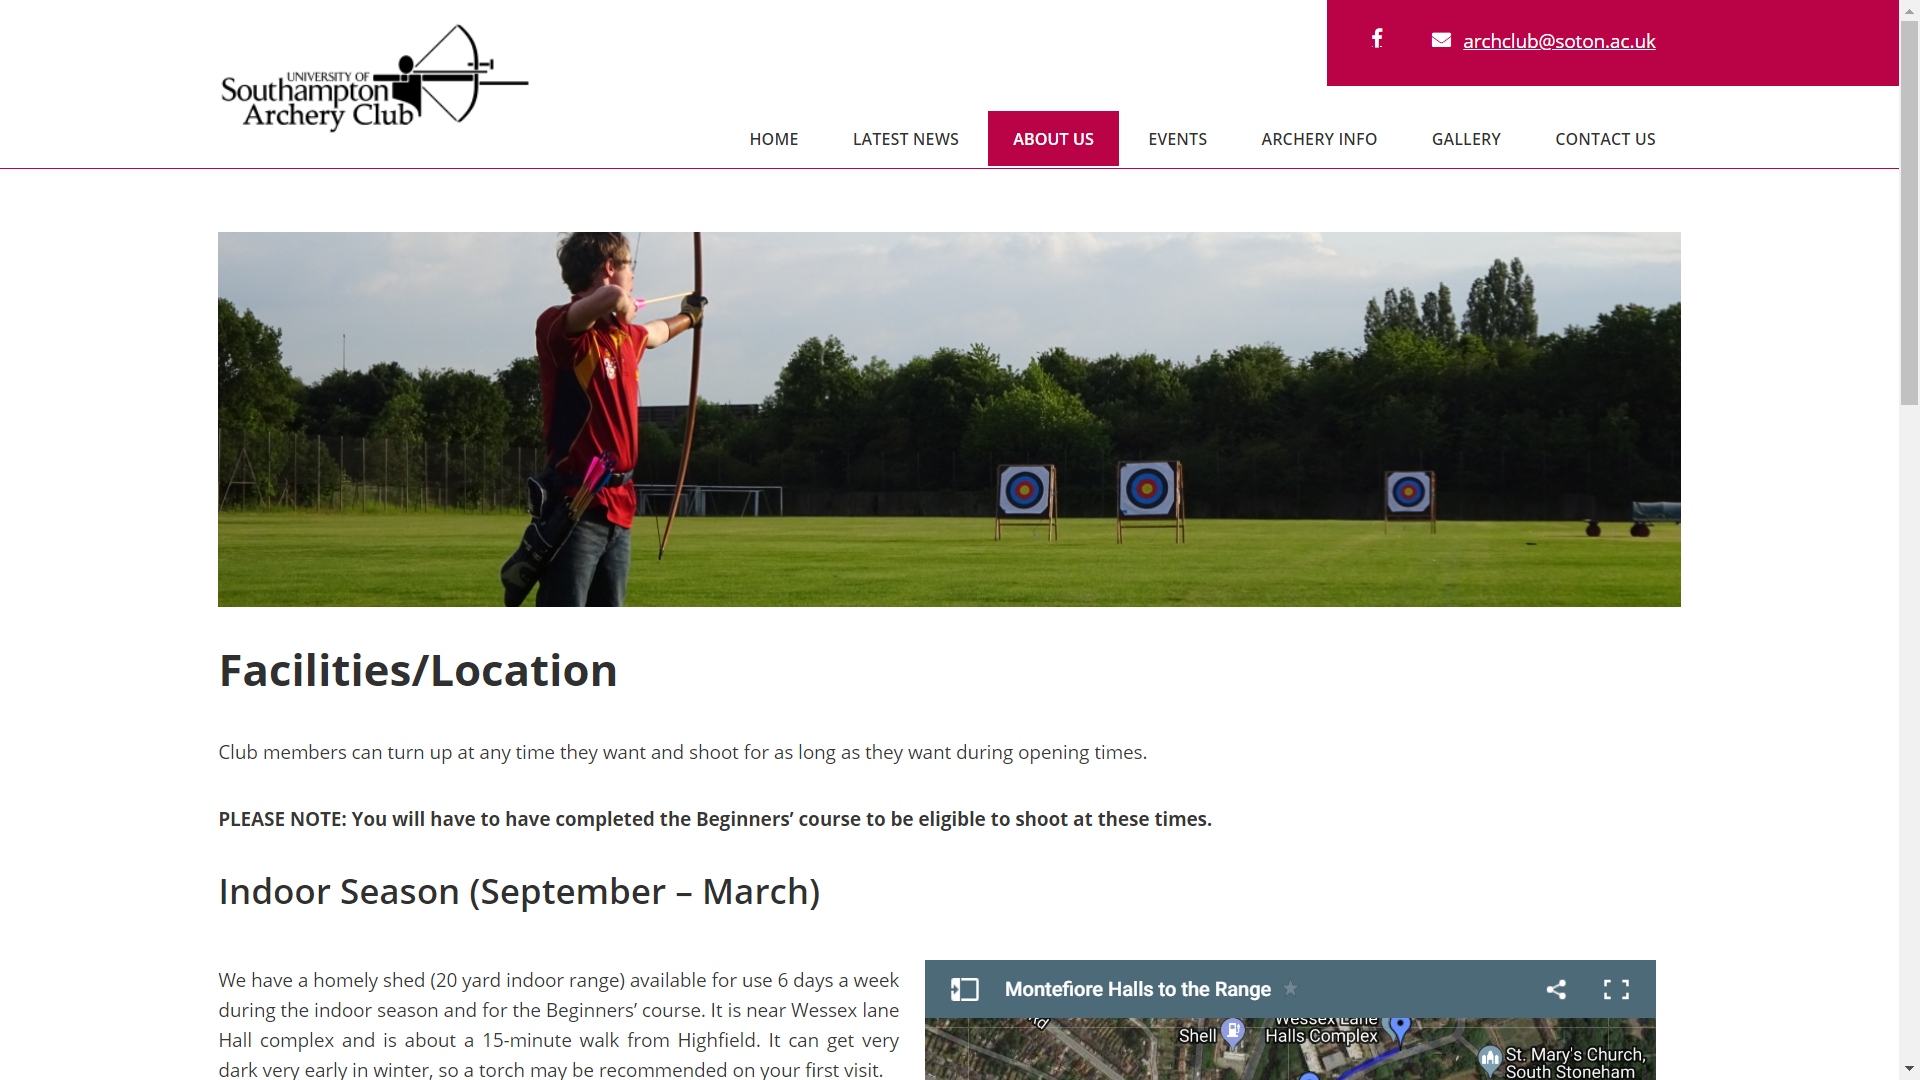 UNIVERSITY OF
Southampton
Archery Club
archclub@soton.ac.uk
HOME LATEST NEWS ABOUT US EVENTS ARCHERY INFO GALLERY CONTACT US
Facilities/Location
Club members can turn up at any time they want and shoot for as long as they want during opening times.
PLEASE NOTE: You will have to have completed the Beginners’ course to be eligible to shoot at these times.
Indoor Season (September – March)
We have a homely shed (20 yard indoor range) available for use 6 days a week
during the indoor season and for the Beginners’ course. It is near Wessex lane
Hall complex and is about a 15-minute walk from Highfield. It can get very
dark very early in winter, so a torch may be recommended on your first visit.
Montefiore Halls to the Range
Rd
Shell
Wessex Lane
Halls Complex
St. Mary's Church,
South Stoneham